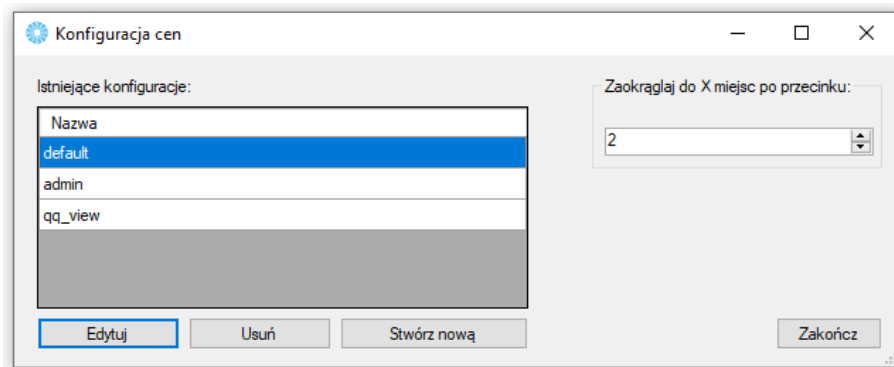 Konfiguracja cen
Istniejące konfiguracje:
Zaokrąglaj do X miejsc po przecinku:
Nazwa
2
default
admin
qq_view
Edytuj
Usuń
Stwórz nową
Zakończ